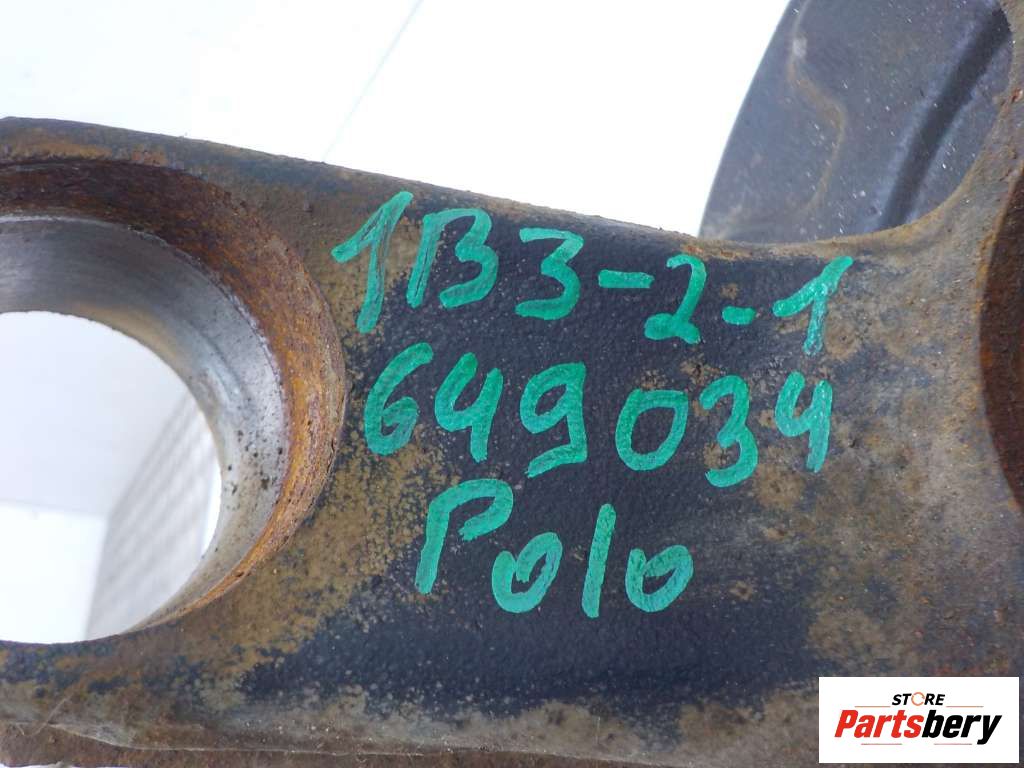 1B3-2-1
649034
Polo
STORE
Partsbery